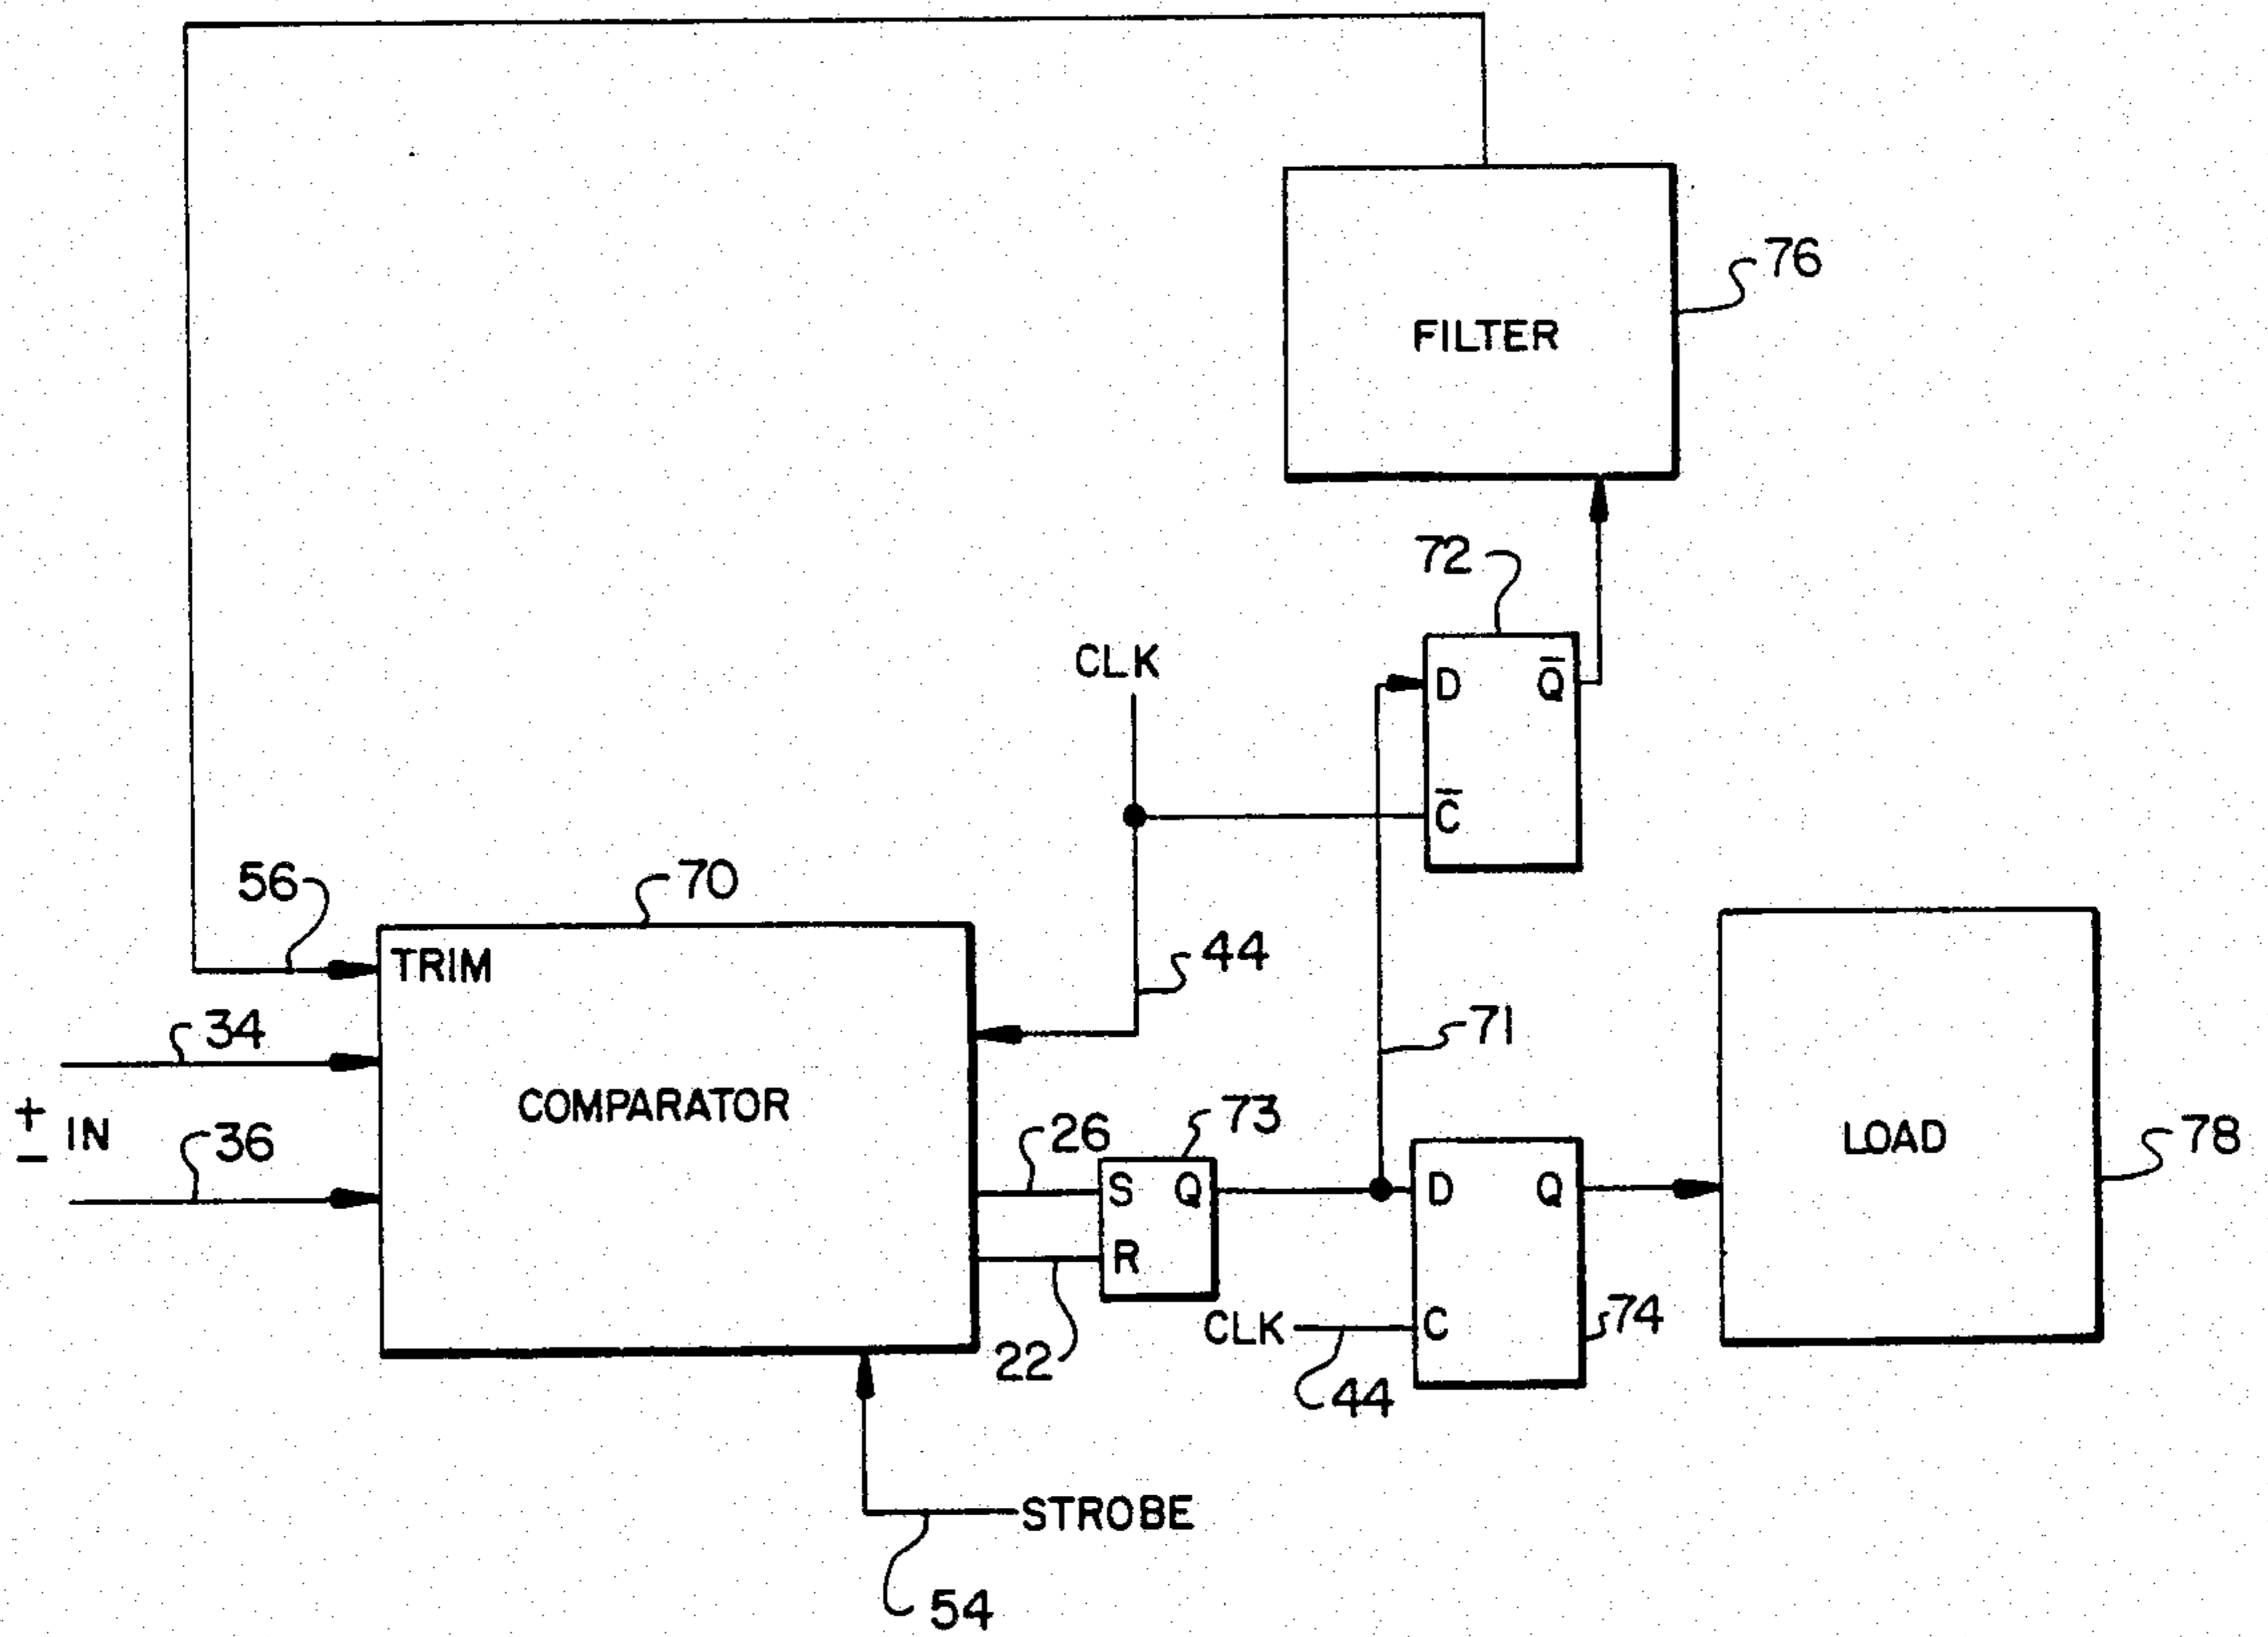 76
FILTER
72
CLK
D Q̅
C̅
56
70
TRIM
44
34
71
COMPARATOR
73
+
IN
−
36
26
LOAD
78
S Q
D Q
R
CLK
C
74
22
44
STROBE
54